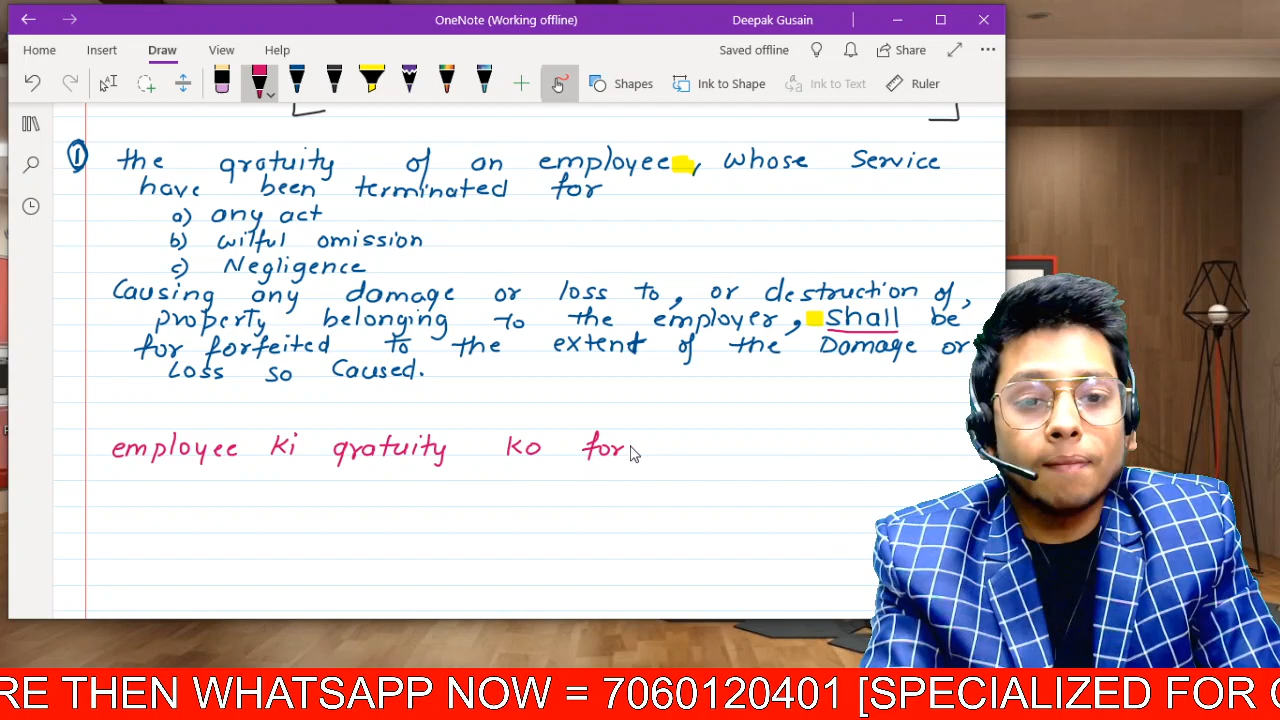 OneNote (Working offline)
Deepak Gusain
Home Insert Draw View Help
Saved offline
Share
Shapes
Ink to Shape
Ink to Text
Ruler
① the gratuity of an employee, whose Service
have been terminated for
a) any act
b) wilful omission
c) Negligence
Causing any damage or loss to, or destruction of,
property belonging to the employer, shall be
for forfeited to the extent of the Damage or
Loss so Caused.
employee ki gratuity ko for
RE THEN WHATSAPP NOW = 7060120401 [SPECIALIZED FOR